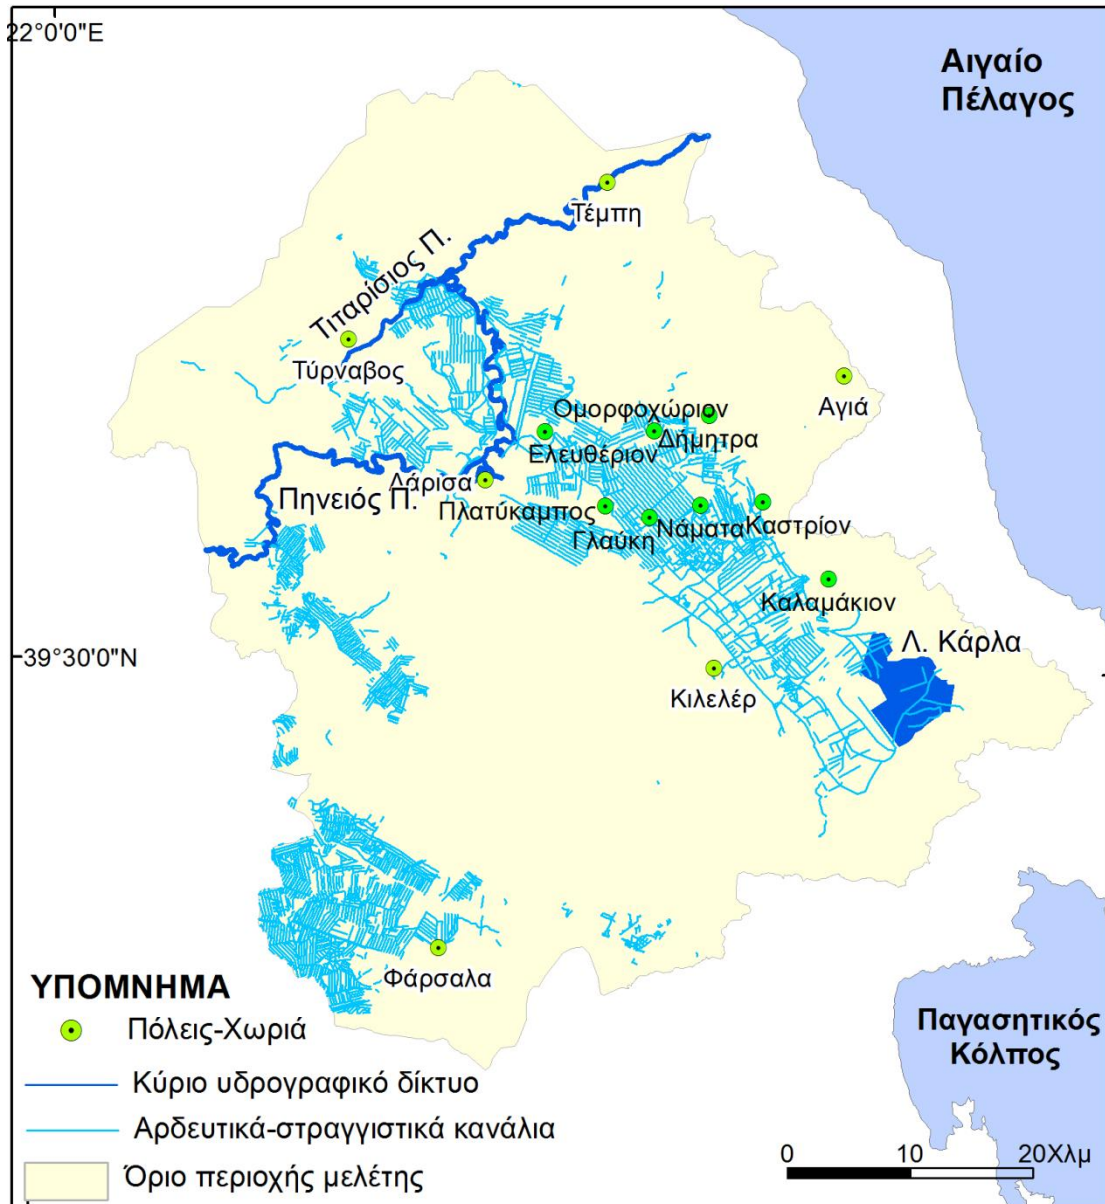 22°0'0"E
Αιγαίο
Πέλαγος
Τέμπη
Τιταρίσιος Π.
Τύρναβος
Αγιά
Ομορφοχώριον
Δήμητρα
Ελευθέριον
Λάρισα
Πηνειός Π.
Πλατύκαμπος
Γλαύκη
Νάματα
Καστρίον
Καλαμάκιον
Λ. Κάρλα
39°30'0"N
Κιλελέρ
Φάρσαλα
ΥΠΟΜΝΗΜΑ
Πόλεις-Χωριά
Κύριο υδρογραφικό δίκτυο
Αρδευτικά-στραγγιστικά κανάλια
Όριο περιοχής μελέτης
Παγασητικός
Κόλπος
0 10 20Χλμ